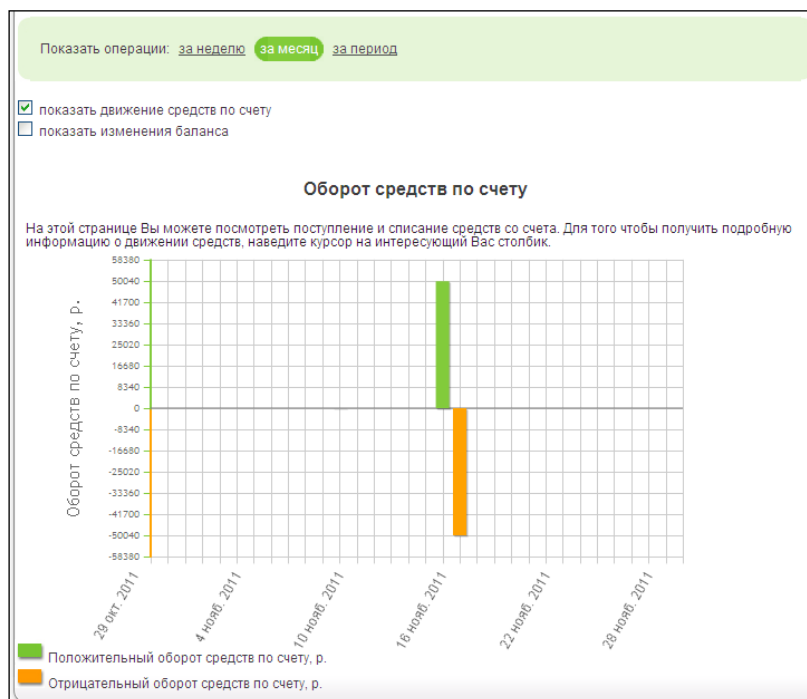 Показать операции: за неделю за месяц за период
показать движение средств по счету
показать изменения баланса
Оборот средств по счету
На этой странице Вы можете посмотреть поступление и списание средств со счета. Для того чтобы получить подробную
информацию о движении средств, наведите курсор на интересующий Вас столбик.
Оборот средств по счету, р.
58380
50040
41700
33360
25020
16680
8340
0
-8340
-16680
-25020
-33360
-41700
-50040
-58380
29 окт. 2011
4 нояб. 2011
10 нояб. 2011
16 нояб. 2011
22 нояб. 2011
28 нояб. 2011
Положительный оборот средств по счету, р.
Отрицательный оборот средств по счету, р.